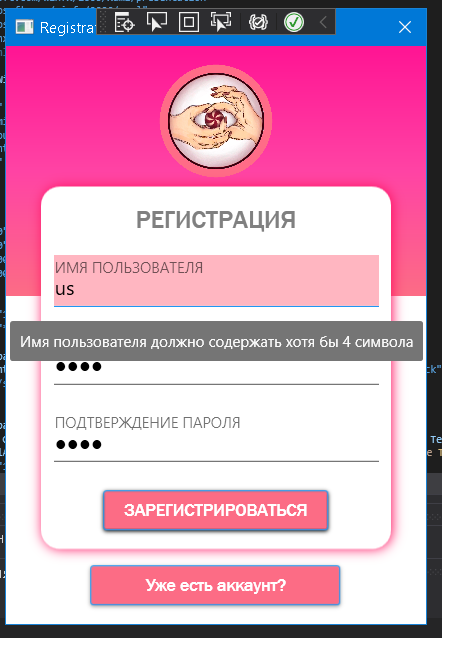 Registra
РЕГИСТРАЦИЯ
ИМЯ ПОЛЬЗОВАТЕЛЯ
us
Имя пользователя должно содержать хотя бы 4 символа
ПОДТВЕРЖДЕНИЕ ПАРОЛЯ
ЗАРЕГИСТРИРОВАТЬСЯ
Уже есть аккаунт?